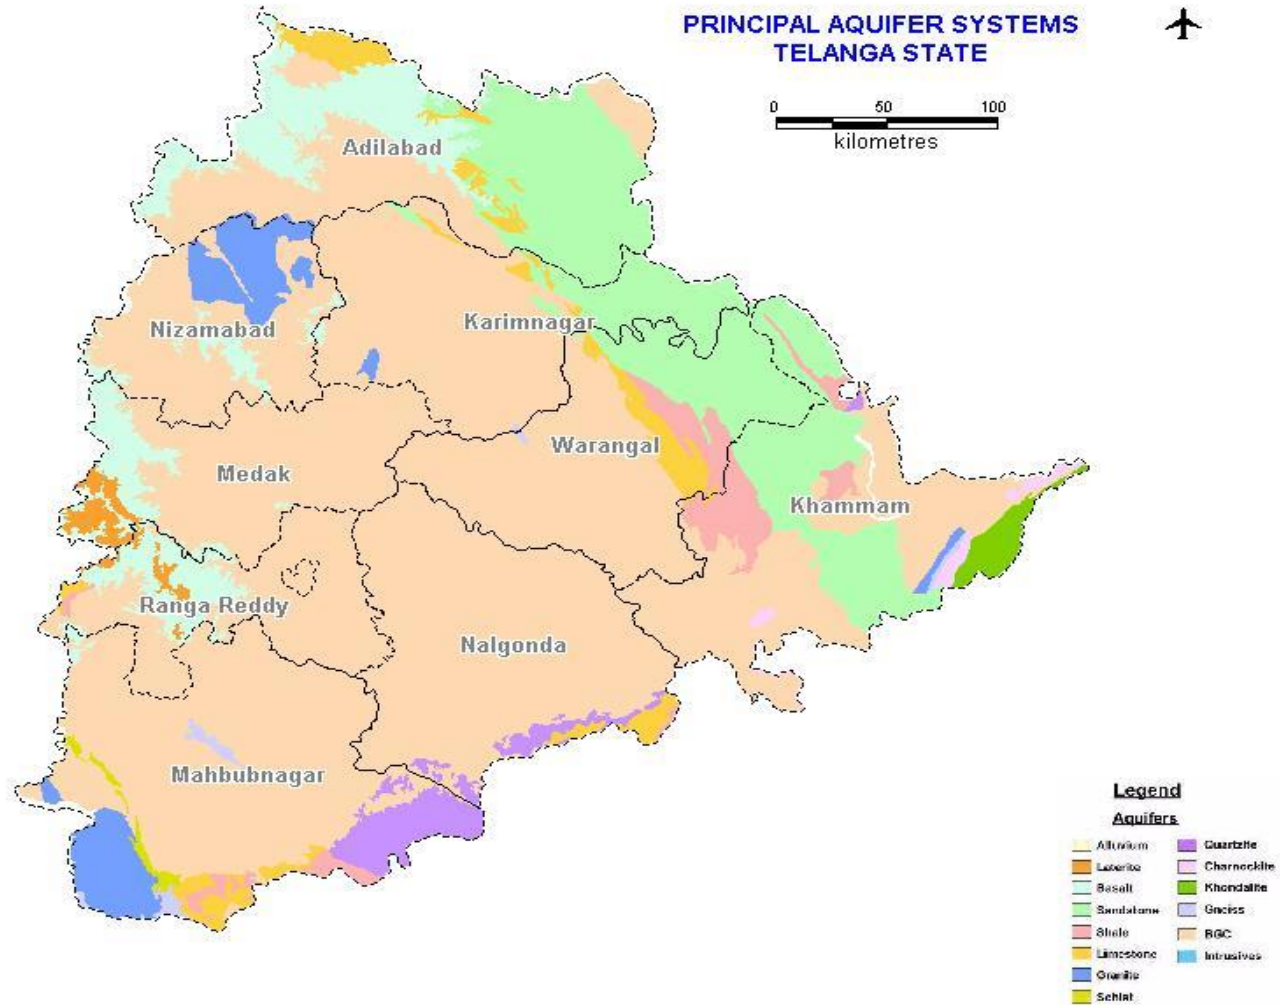 PRINCIPAL AQUIFER SYSTEMS
TELANGA STATE
0 50 100
kilometres
Adilabad
Nizamabad
Karimnagar
Medak
Warangal
Khammam
Ranga Reddy
Nalgonda
Mahbubnagar
Legend
Aquifers
Alluvium
Laterite
Basalt
Sandstone
Shale
Limestone
Granite
Schist
Quartzite
Charnockite
Khondalite
Gneiss
BGC
Intrusives